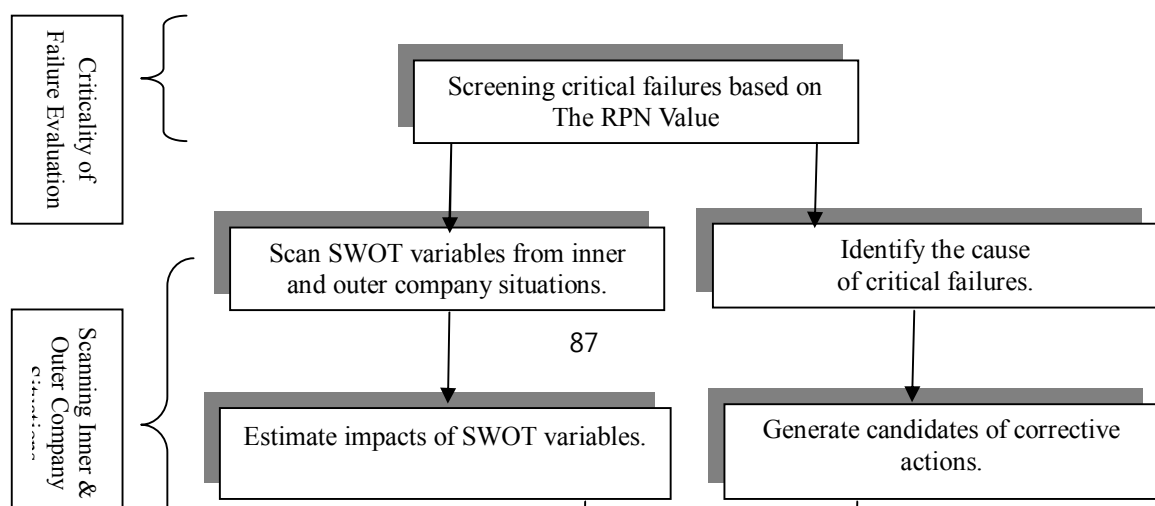 Criticality of
Failure Evaluation
Screening critical failures based on
The RPN Value
Scan SWOT variables from inner
and outer company situations.
Identify the cause
of critical failures.
87
Scanning Inner &
Outer Company
Estimate impacts of SWOT variables.
Generate candidates of corrective
actions.